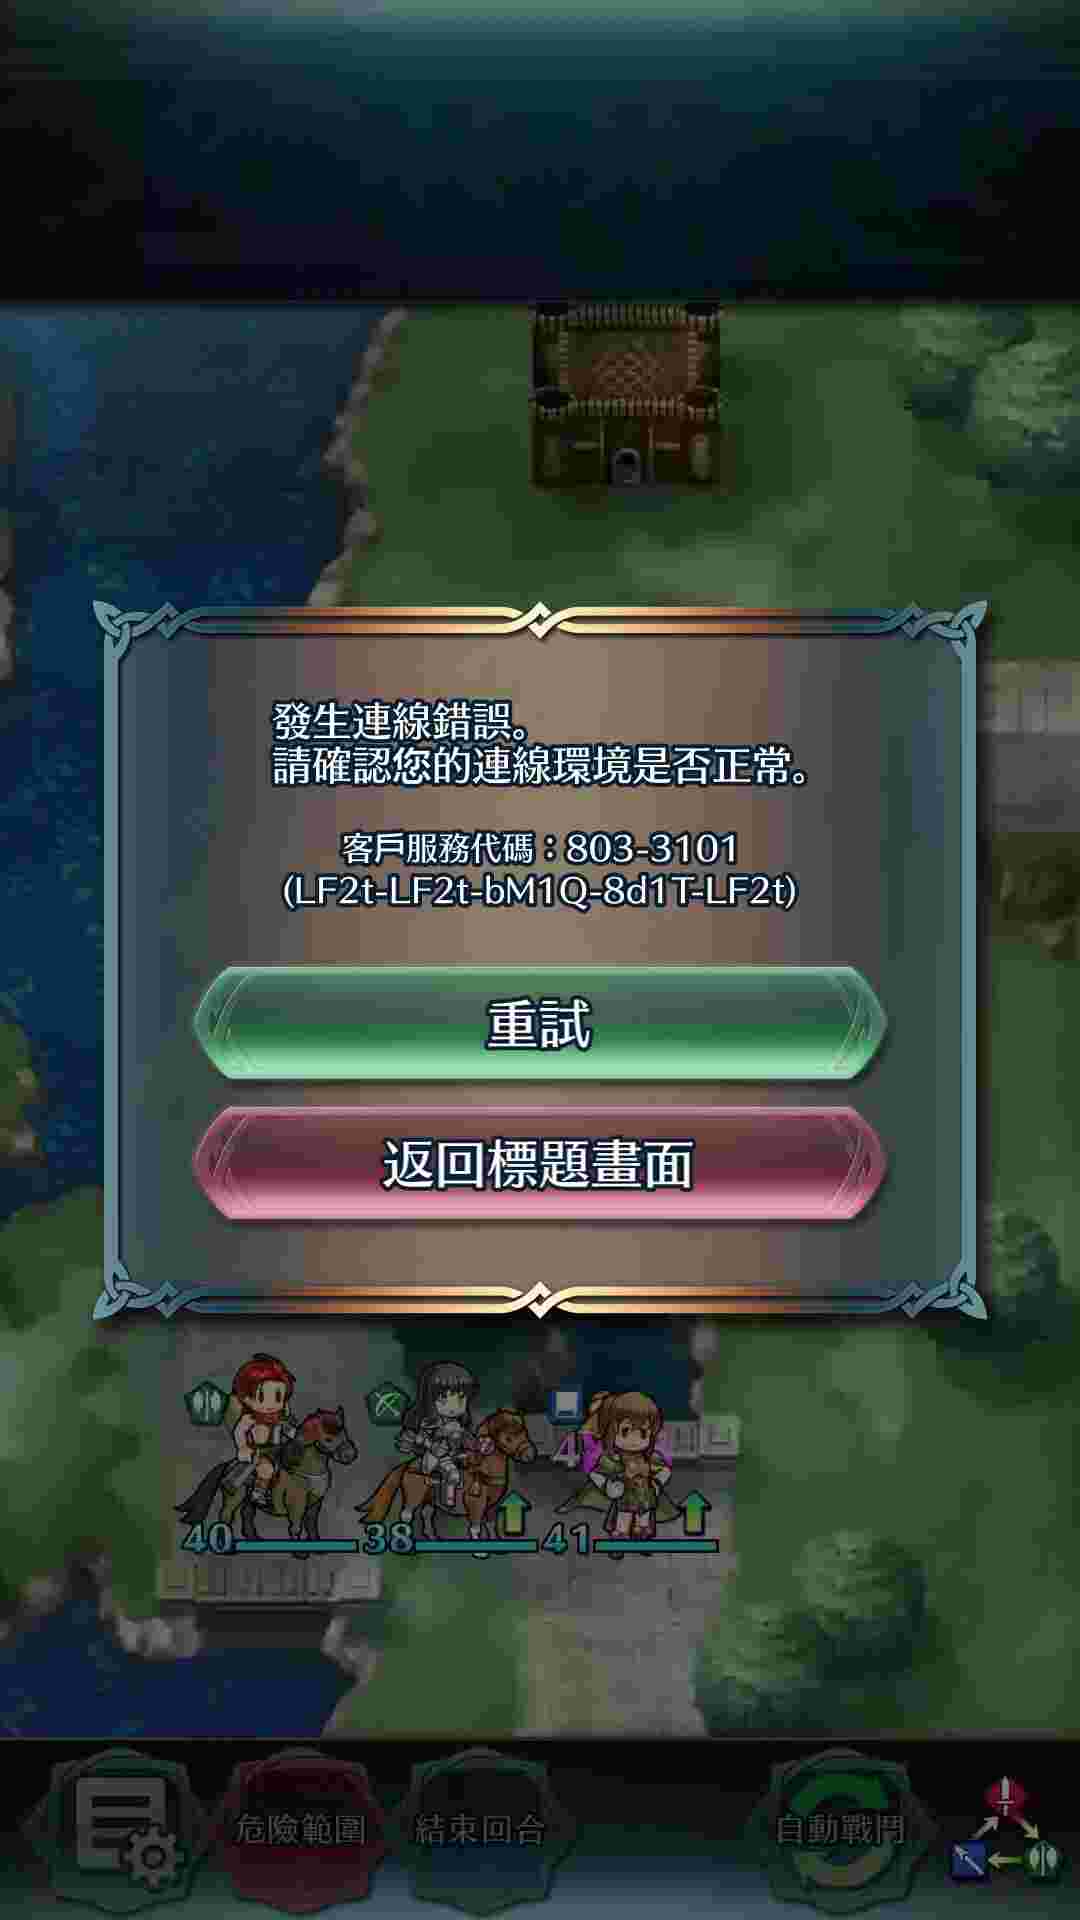 發生連線錯誤。
請確認您的連線環境是否正常。
客戶服務代碼：803-3101
(LF2t-LF2t-bM1Q-8d1T-LF2t)
重試
返回標題畫面
4
40
38
41
危險範圍
結束回合
自動戰鬥